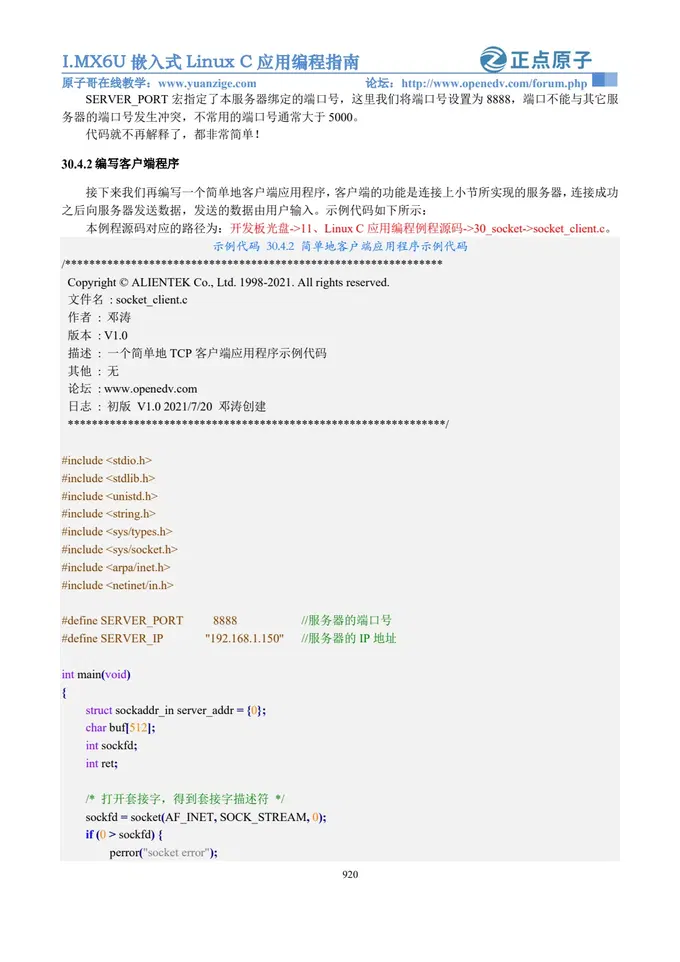 I.MX6U 嵌入式 Linux C 应用编程指南
正点原子
原子哥在线教学：www.yuanzige.com 论坛：http://www.openedv.com/forum.php
SERVER_PORT 宏指定了本服务器绑定的端口号，这里我们将端口号设置为 8888，端口不能与其它服
务器的端口号发生冲突，不常用的端口号通常大于 5000。
代码就不再解释了，都非常简单！
30.4.2 编写客户端程序
接下来我们再编写一个简单地客户端应用程序，客户端的功能是连接上小节所实现的服务器，连接成功
之后向服务器发送数据，发送的数据由用户输入。示例代码如下所示：
本例程源码对应的路径为：开发板光盘->11、Linux C 应用编程例程源码->30_socket->socket_client.c。
示例代码 30.4.2 简单地客户端应用程序示例代码
/***************************************************************
Copyright © ALIENTEK Co., Ltd. 1998-2021. All rights reserved.
文件名 : socket_client.c
作者 : 邓涛
版本 : V1.0
描述 : 一个简单地 TCP 客户端应用程序示例代码
其他 : 无
论坛 : www.openedv.com
日志 : 初版 V1.0 2021/7/20 邓涛创建
***************************************************************/
#include <stdio.h>
#include <stdlib.h>
#include <unistd.h>
#include <string.h>
#include <sys/types.h>
#include <sys/socket.h>
#include <arpa/inet.h>
#include <netinet/in.h>
#define SERVER_PORT 8888 //服务器的端口号
#define SERVER_IP "192.168.1.150" //服务器的 IP 地址
int main(void)
{
struct sockaddr_in server_addr = {0};
char buf[512];
int sockfd;
int ret;
/* 打开套接字，得到套接字描述符 */
sockfd = socket(AF_INET, SOCK_STREAM, 0);
if (0 > sockfd) {
perror("socket error");
920